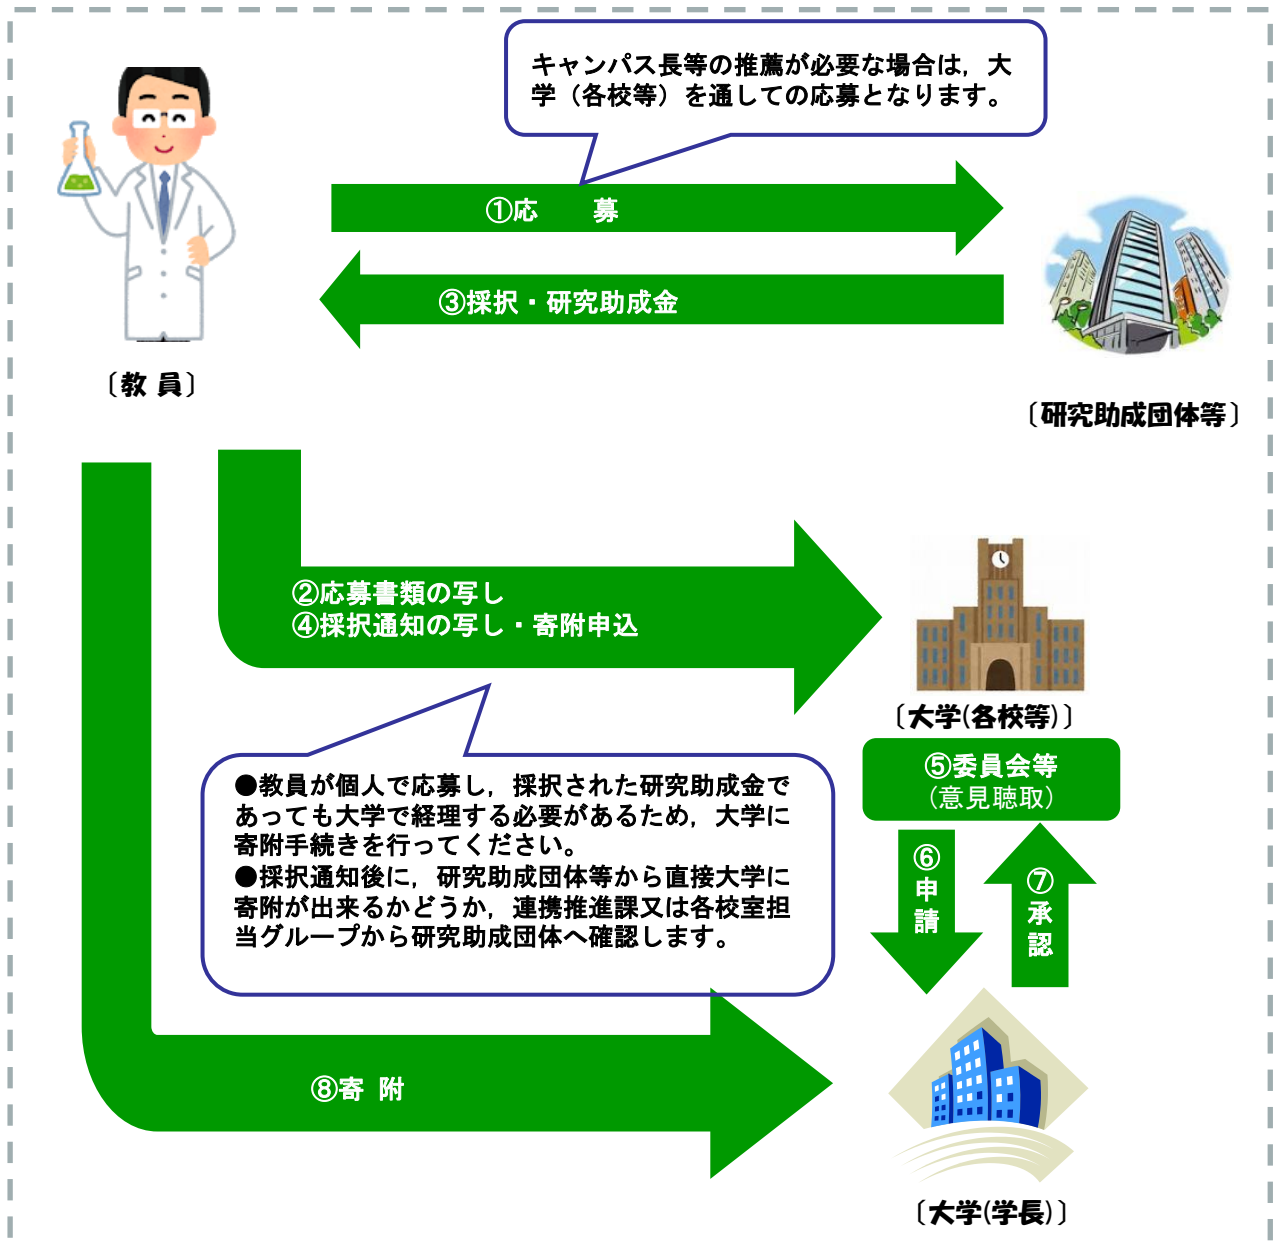 キャンパス長等の推薦が必要な場合は，大
学（各校等）を通しての応募となります。
①応　　募
③採択・研究助成金
〔教 員〕
〔研究助成団体等〕
②応募書類の写し
④採択通知の写し・寄附申込
〔大学(各校等)〕
⑤委員会等
(意見聴取)
●教員が個人で応募し，採択された研究助成金で
あっても大学で経理する必要があるため，大学に
寄附手続きを行ってください。
●採択通知後に，研究助成団体等から直接大学に
寄附が出来るかどうか，連携推進課又は各校室担
当グループから研究助成団体へ確認します。
⑥申請
⑦承認
⑧寄 附
〔大学(学長)〕